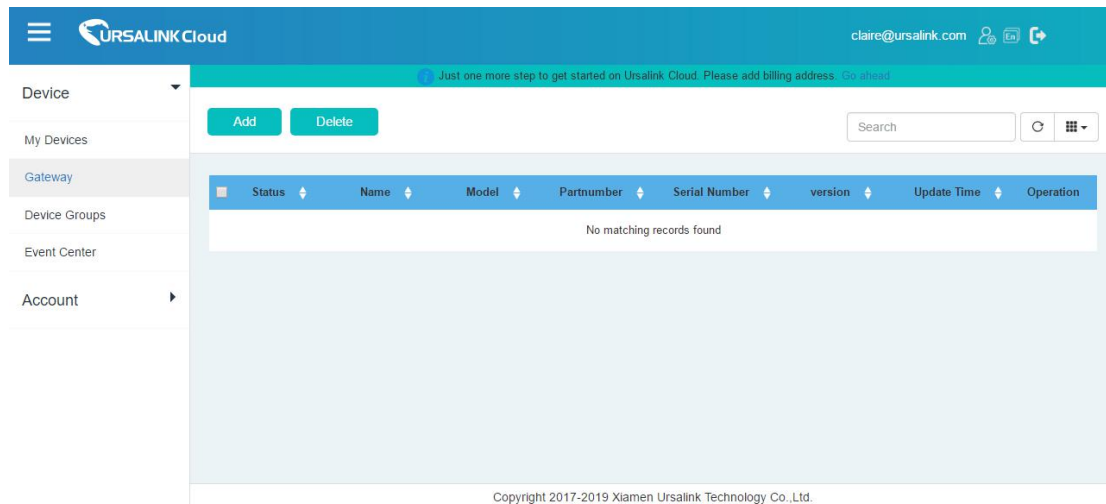 URSALINK Cloud
claire@ursalink.com En
Just one more step to get started on Ursalink Cloud. Please add billing address. Go ahead
Device
Add Delete Search
My Devices
Gateway
Status Name Model Partnumber Serial Number version Update Time Operation
Device Groups
No matching records found
Event Center
Account
Copyright 2017-2019 Xiamen Ursalink Technology Co.,Ltd.